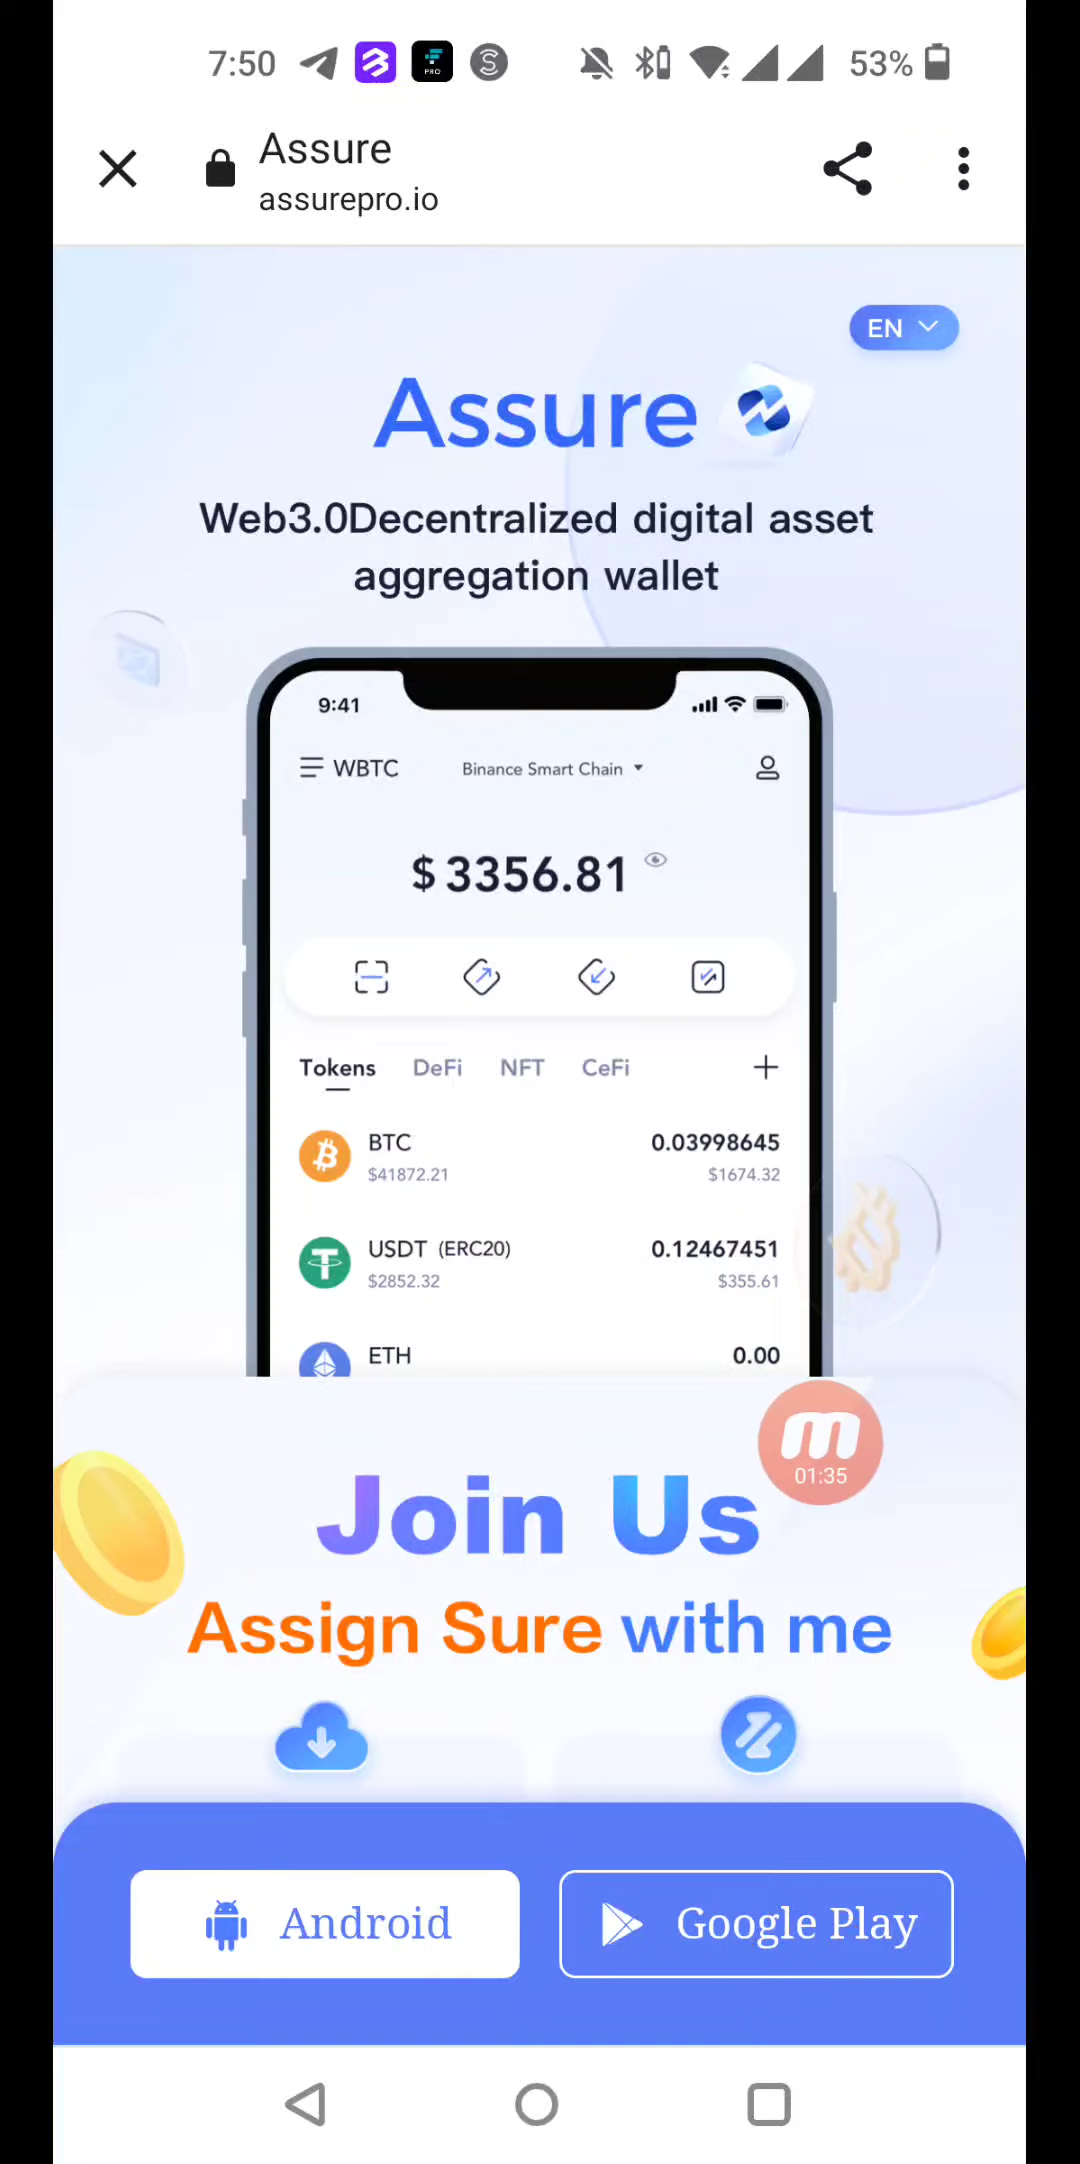 7:50
PRO
53%
Assure
assurepro.io
EN
Assure
Web3.0Decentralized digital asset
aggregation wallet
9:41
WBTC
Binance Smart Chain
$ 3356.81
Tokens DeFi NFT CeFi
BTC 0.03998645
$41872.21 $1674.32
USDT (ERC20) 0.12467451
$2852.32 $355.61
ETH 0.00
01:35
Join Us
Assign Sure with me
Android
Google Play